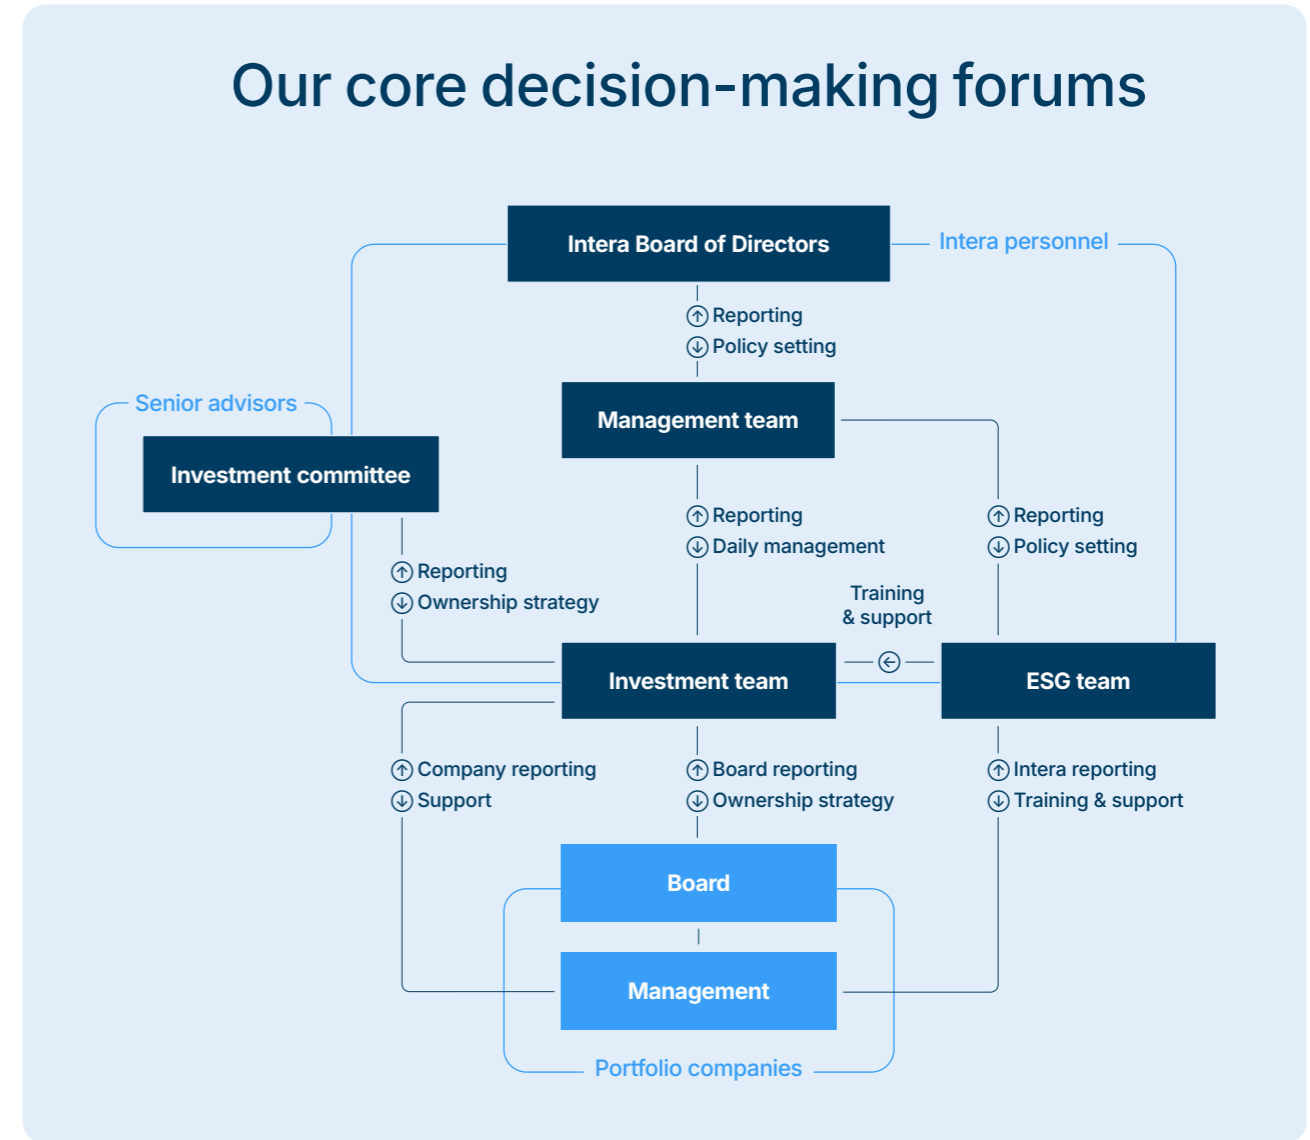 Our core decision-making forums
Intera Board of Directors
Intera personnel
Reporting
Policy setting
Senior advisors
Management team
Investment committee
Reporting
Daily management
Reporting
Policy setting
Reporting
Ownership strategy
Training
& support
Investment team
ESG team
Company reporting
Support
Board reporting
Ownership strategy
Intera reporting
Training & support
Board
Management
Portfolio companies